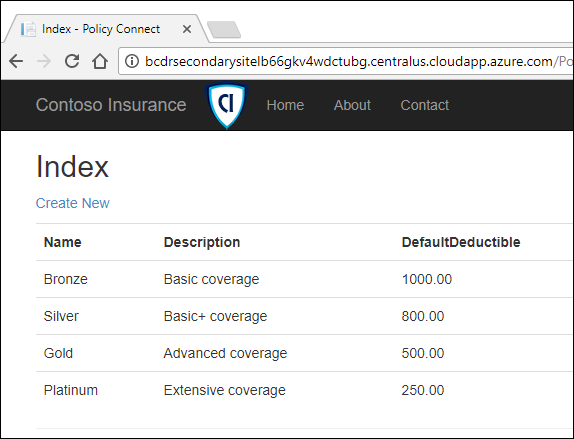 Index - Policy Connect
bcdrsecondarysitelb66gkv4wdctubg.centralus.cloudapp.azure.com/Po
Contoso Insurance CI Home About Contact
Index
Create New
Name Description DefaultDeductible
Bronze Basic coverage 1000.00
Silver Basic+ coverage 800.00
Gold Advanced coverage 500.00
Platinum Extensive coverage 250.00